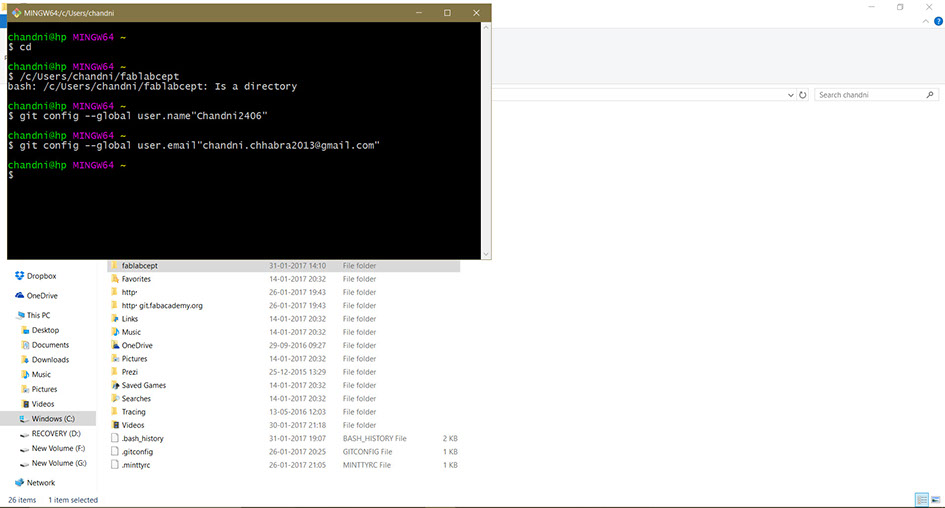 MINGW64:/c/Users/chandni
chandni@hp MINGW64 ~
$ cd
chandni@hp MINGW64 ~
$ /c/Users/chandni/fablabcept
bash: /c/Users/chandni/fablabcept: Is a directory
chandni@hp MINGW64 ~
$ git config --global user.name"Chandni2406"
chandni@hp MINGW64 ~
$ git config --global user.email"chandni.chhabra2013@gmail.com"
chandni@hp MINGW64 ~
$
Search chandni
Dropbox
OneDrive
This PC
Desktop
Documents
Downloads
Music
Pictures
Videos
Windows (C:)
RECOVERY (D:)
New Volume (F:)
New Volume (G:)
Network
fablabcept 31-01-2017 14:10 File folder
Favorites 14-01-2017 20:32 File folder
http· 26-01-2017 19:43 File folder
http· git.fabacademy.org 26-01-2017 19:43 File folder
Links 14-01-2017 20:32 File folder
Music 14-01-2017 20:32 File folder
OneDrive 29-09-2016 09:27 File folder
Pictures 14-01-2017 20:32 File folder
Prezi 25-12-2015 13:29 File folder
Saved Games 14-01-2017 20:32 File folder
Searches 14-01-2017 20:32 File folder
Tracing 13-05-2016 12:03 File folder
Videos 30-01-2017 21:18 File folder
.bash_history 31-01-2017 19:07 BASH_HISTORY File 2 KB
.gitconfig 26-01-2017 20:25 GITCONFIG File 1 KB
.minttyrc 26-01-2017 21:05 MINTTYRC File 1 KB
26 items 1 item selected